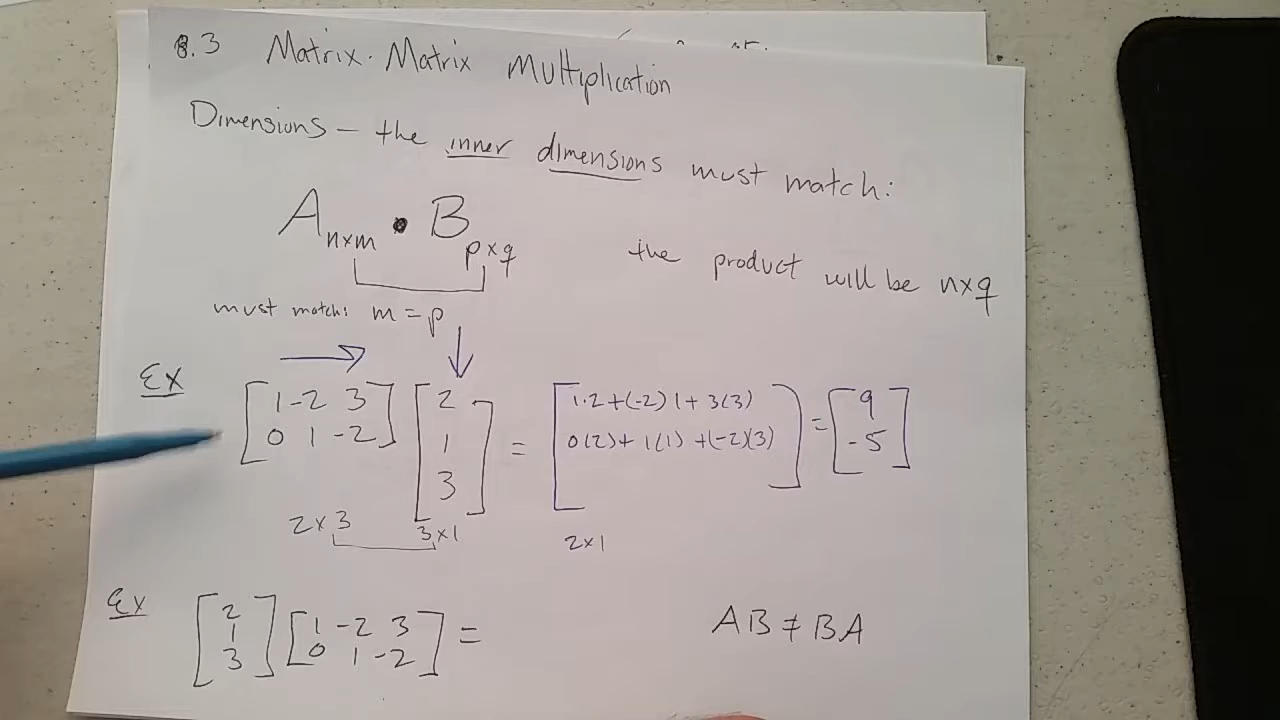 8.3 Matrix·Matrix Multiplication
Dimensions – the inner dimensions must match:
A n×m • B p×q
the product will be n×q
must match: m = p
Ex
[1 -2 3
0 1 -2] [2
1
3] = [1·2+(-2)1+3(3)
0(2)+1(1)+(-2)(3)] = [9
-5]
2×3 3×1 2×1
Ex
[2
1
3] [1 -2 3
0 1 -2] =
AB ≠ BA